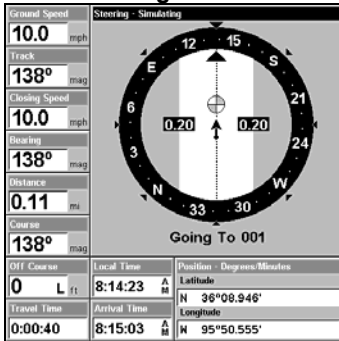 Ground Speed
10.0 mph
Track
138° mag
Closing Speed
10.0 mph
Bearing
138° mag
Distance
0.11 mi
Course
138° mag
Off Course
0 L ft
Travel Time
0:00:40
Steering - Simulating
12 15
E S
6 21
0.20 0.20
3 24
N W
33 30
Going To 001
Local Time
8:14:23 AM
Arrival Time
8:15:03 AM
Position - Degrees/Minutes
Latitude
N 36°08.946'
Longitude
95°50.555'